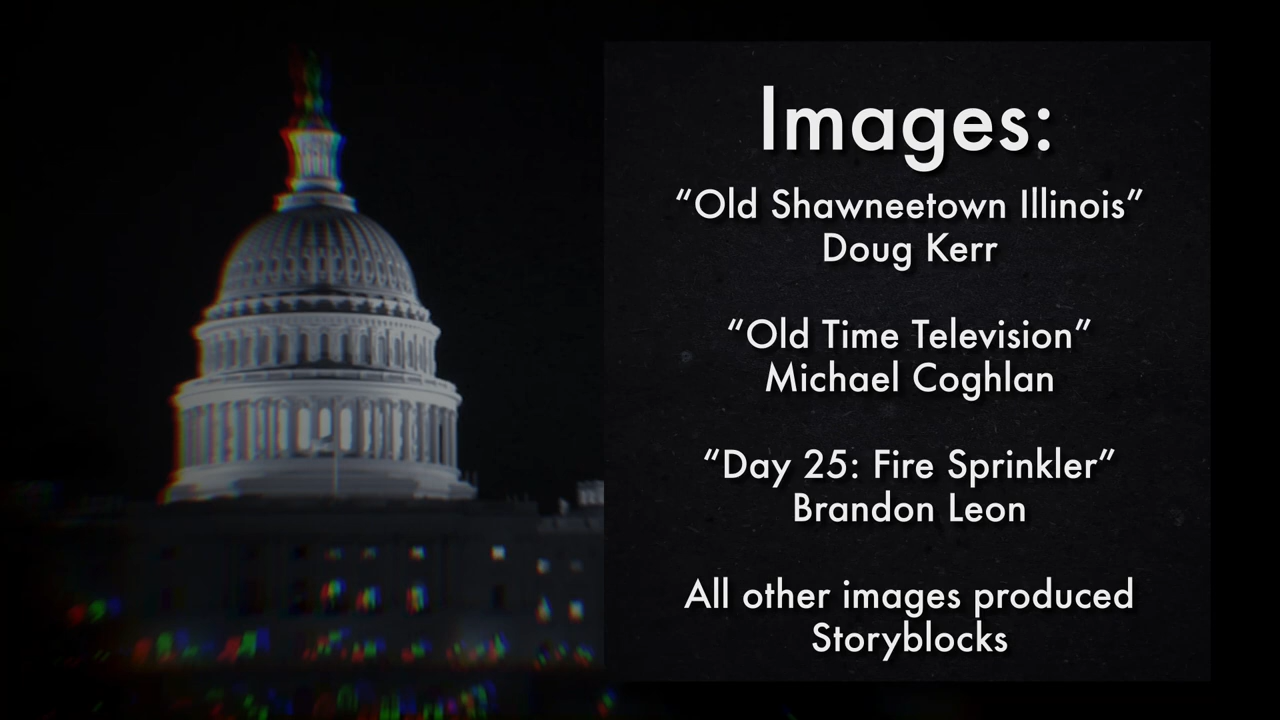 Images:
“Old Shawneetown Illinois”
Doug Kerr
“Old Time Television”
Michael Coghlan
“Day 25: Fire Sprinkler”
Brandon Leon
All other images produced
Storyblocks